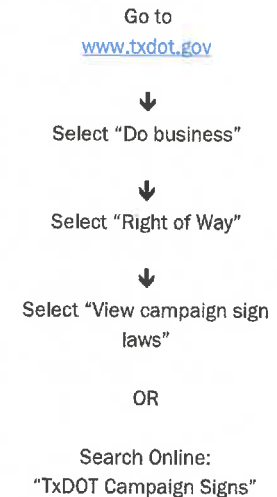 Go to
www.txdot.gov
↓
Select “Do business”
↓
Select “Right of Way”
↓
Select “View campaign sign
laws”
OR
Search Online:
“TxDOT Campaign Signs”